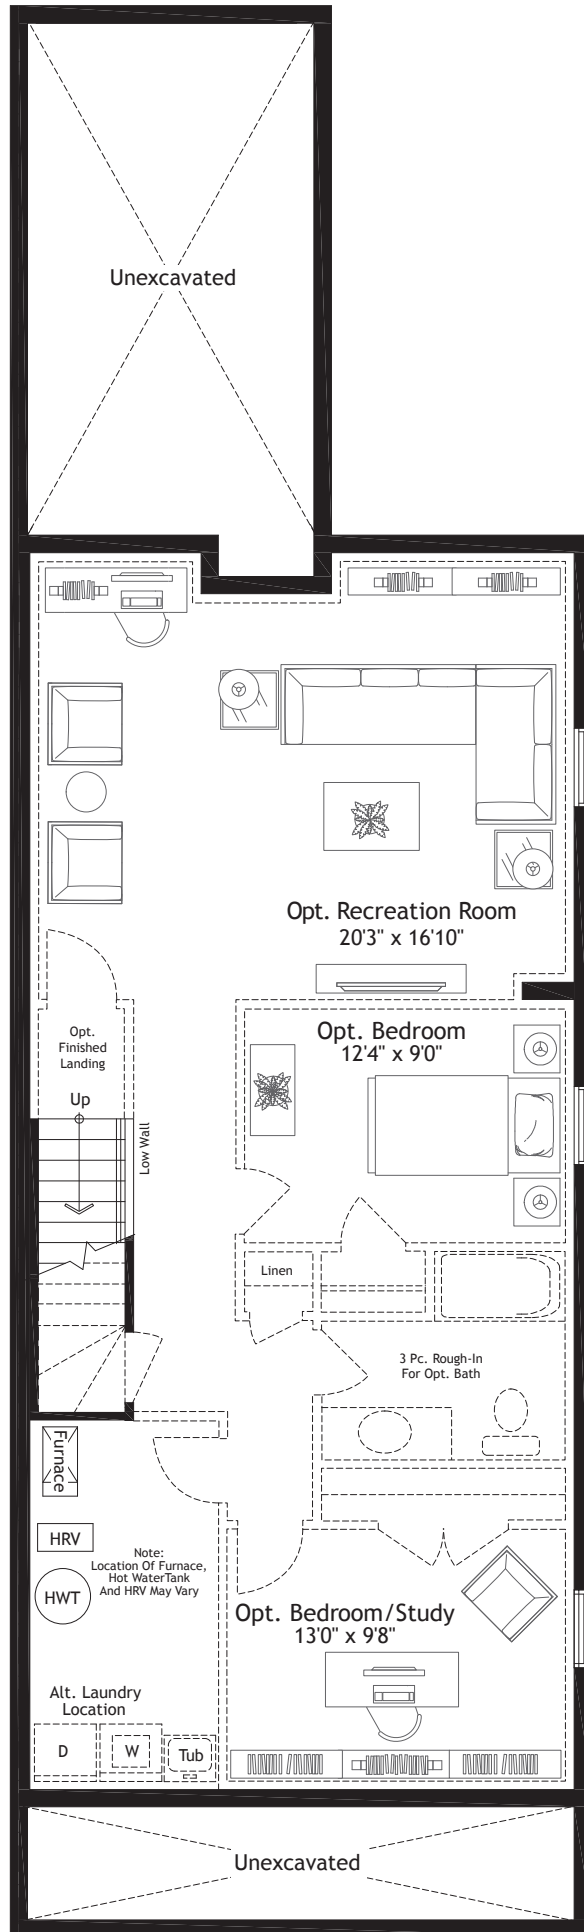 Unexcavated
Opt. Recreation Room
20'3" x 16'10"
Opt.
Finished
Landing
Up
Low Wall
Opt. Bedroom
12'4" x 9'0"
Linen
3 Pc. Rough-In
For Opt. Bath
Furnace
HRV
HWT
Note:
Location Of Furnace,
Hot WaterTank
And HRV May Vary
Opt. Bedroom/Study
13'0" x 9'8"
Alt. Laundry
Location
D
W
Tub
Unexcavated